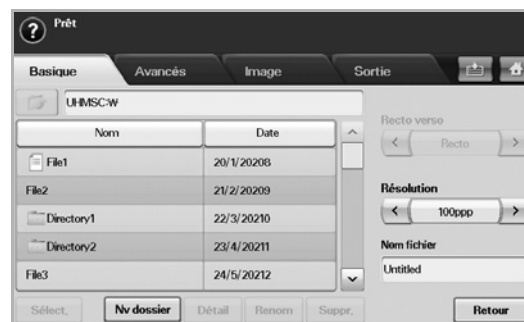 ? Prêt
Basique Avancés Image Sortie
UHMSC:\W
Nom Date
File1 20/1/20208
File2 21/2/20209
Directory1 22/3/20210
Directory2 23/4/20211
File3 24/5/20212
Recto verso
< Recto >
Résolution
< 100ppp >
Nom fichier
Untitled
Sélect. Nv dossier Détail Renom Suppr. Retour